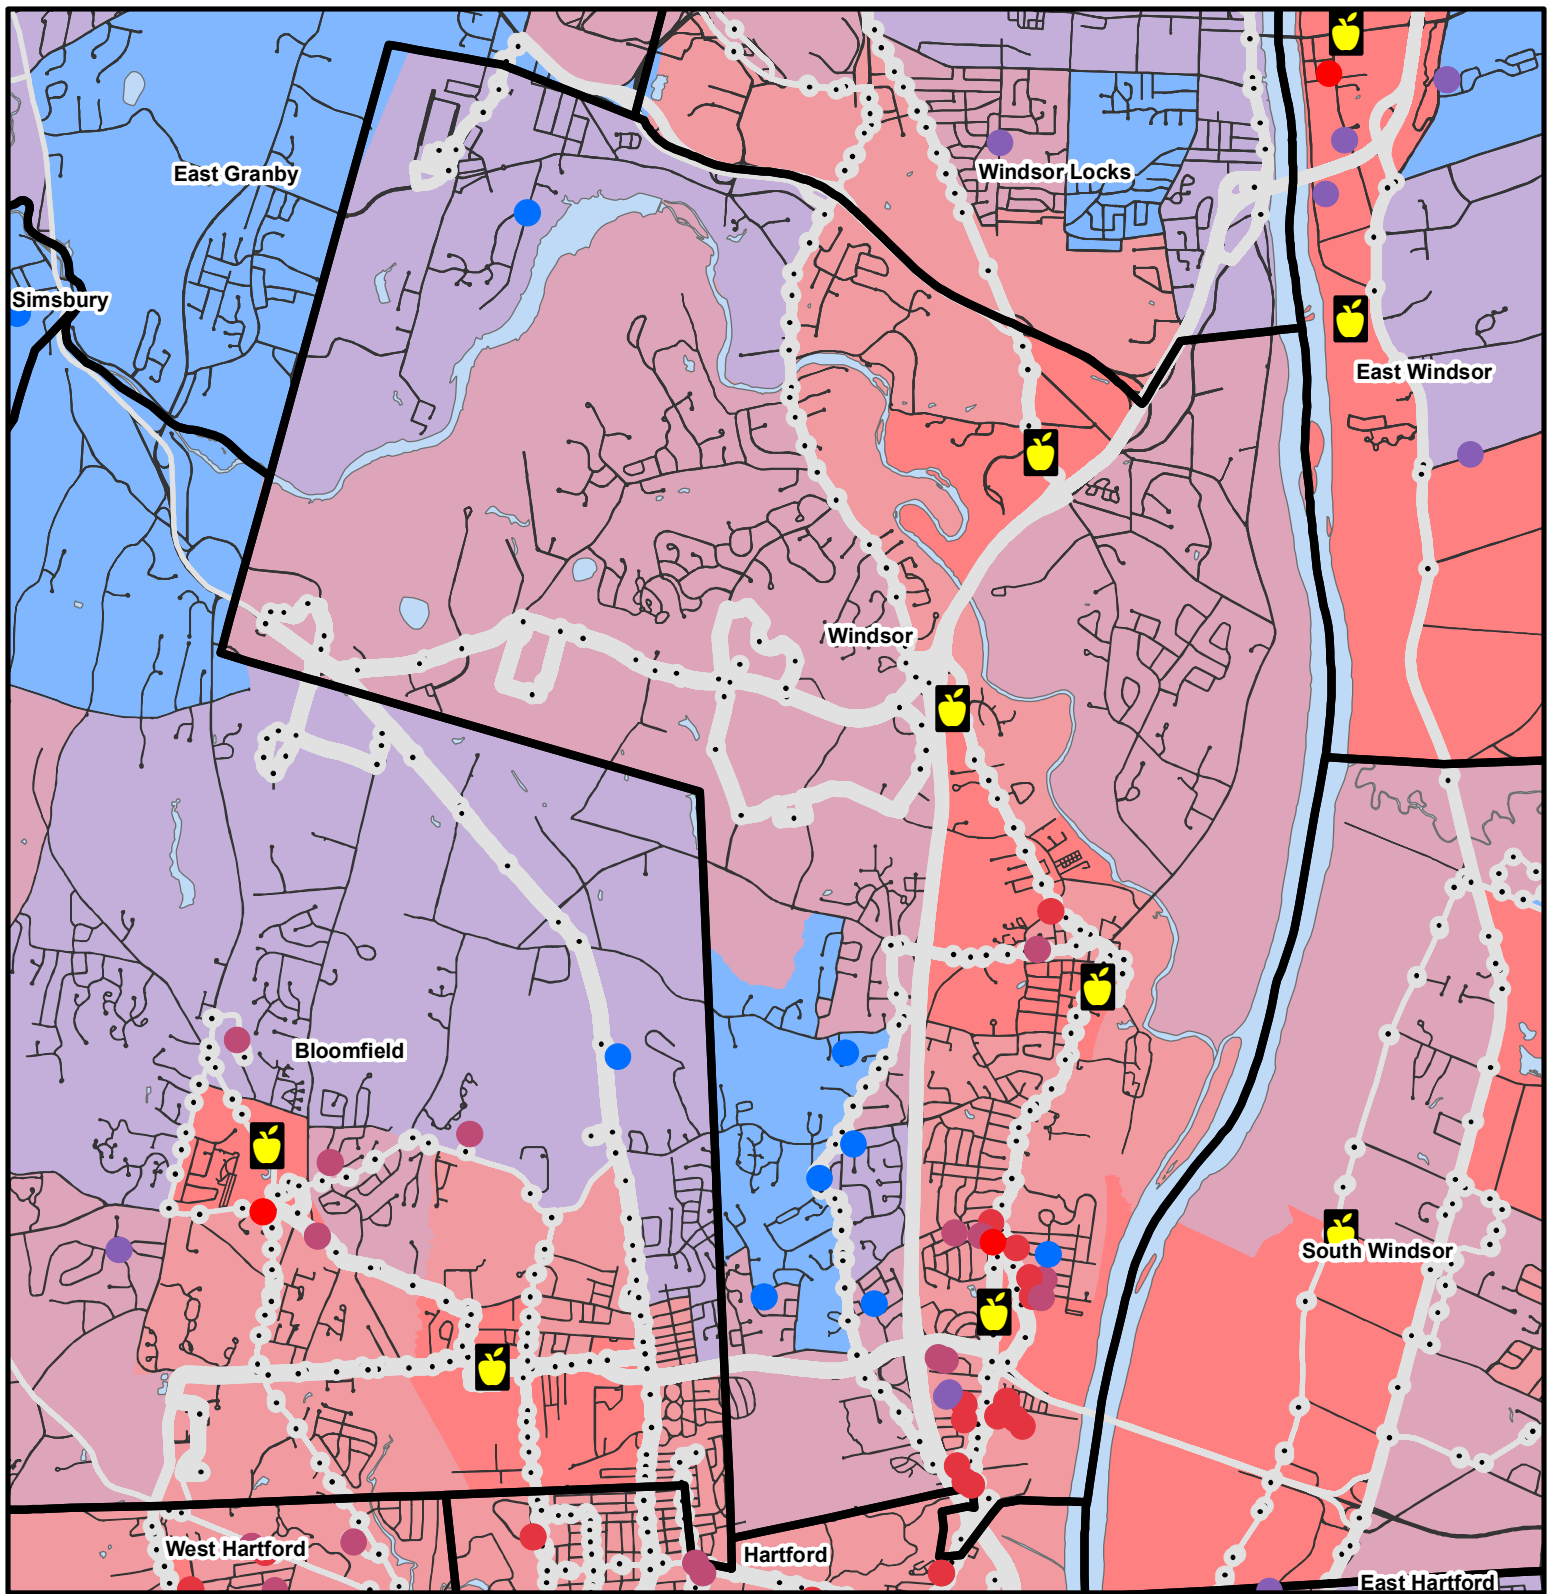 Windsor Locks
East Granby
Simsbury
East Windsor
Windsor
Bloomfield
South Windsor
West Hartford
Hartford
East Hartford